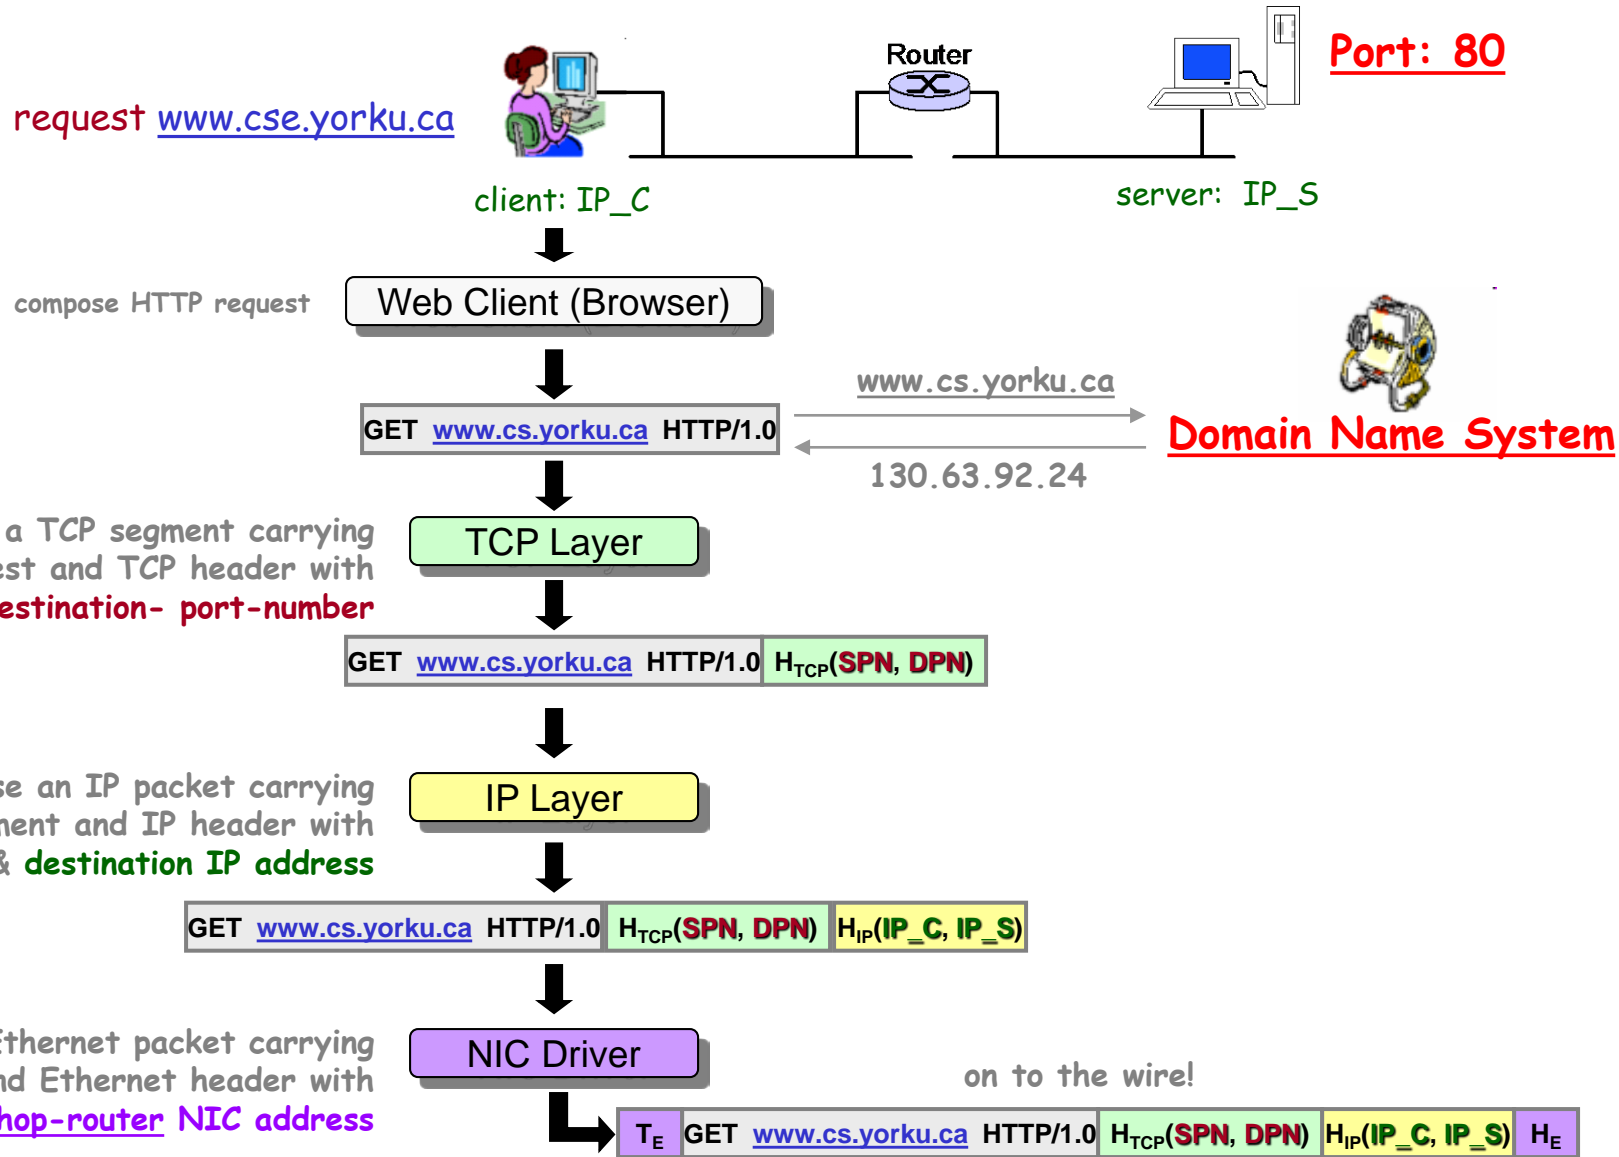 Router
Port: 80
request www.cse.yorku.ca
client: IP_C
server: IP_S
compose HTTP request
Web Client (Browser)
www.cs.yorku.ca
GET www.cs.yorku.ca HTTP/1.0
Domain Name System
130.63.92.24
a TCP segment carrying
est and TCP header with
estination- port-number
TCP Layer
GET www.cs.yorku.ca HTTP/1.0 HTCP(SPN, DPN)
se an IP packet carrying
ment and IP header with
& destination IP address
IP Layer
GET www.cs.yorku.ca HTTP/1.0 HTCP(SPN, DPN) HIP(IP_C, IP_S)
Ethernet packet carrying
nd Ethernet header with
hop-router NIC address
NIC Driver
on to the wire!
TE GET www.cs.yorku.ca HTTP/1.0 HTCP(SPN, DPN) HIP(IP_C, IP_S) HE